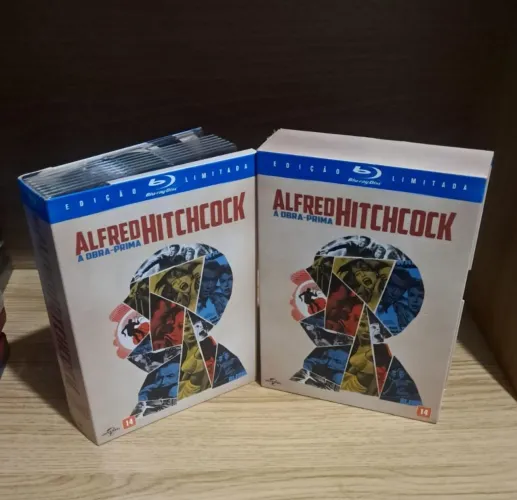 EDIÇÃO Blu-ray Disc LIMITADA
ALFRED HITCHCOCK
A OBRA-PRIMA
14
EDIÇÃO Blu-ray Disc LIMITADA
ALFRED HITCHCOCK
A OBRA-PRIMA
14